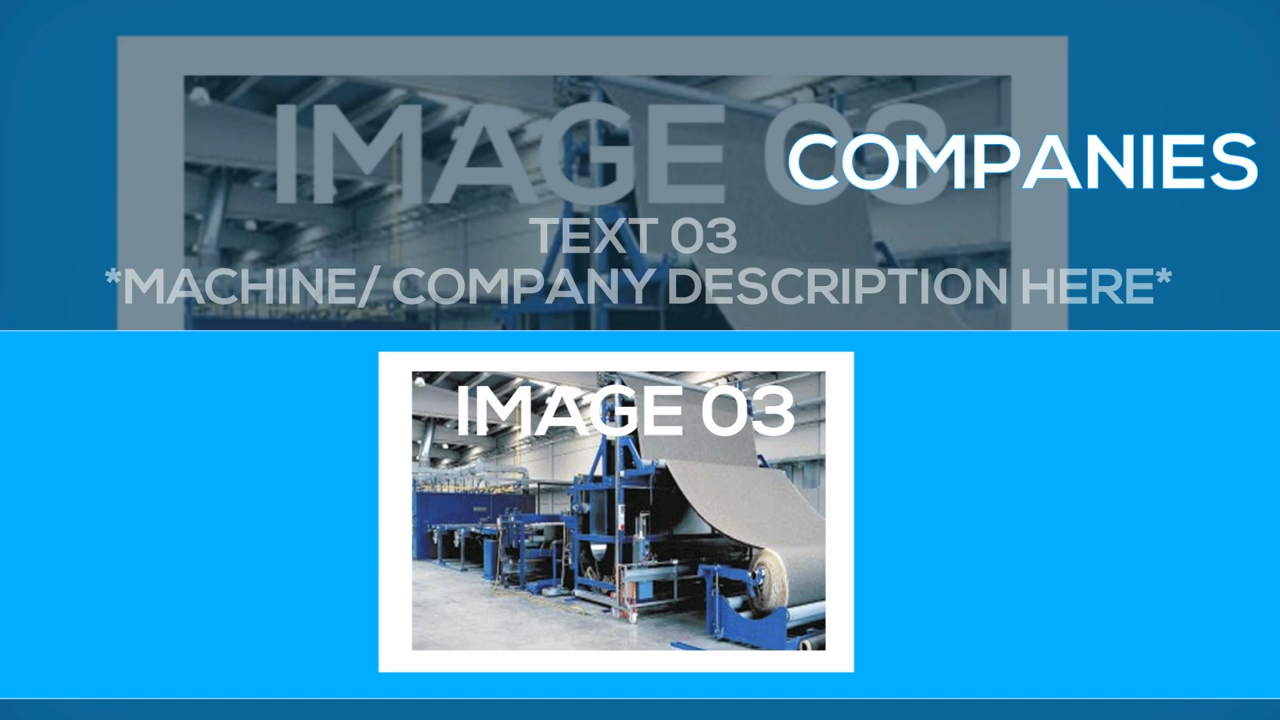 IMAGE 03
COMPANIES
TEXT 03
*MACHINE/ COMPANY DESCRIPTION HERE*
IMAGE 03